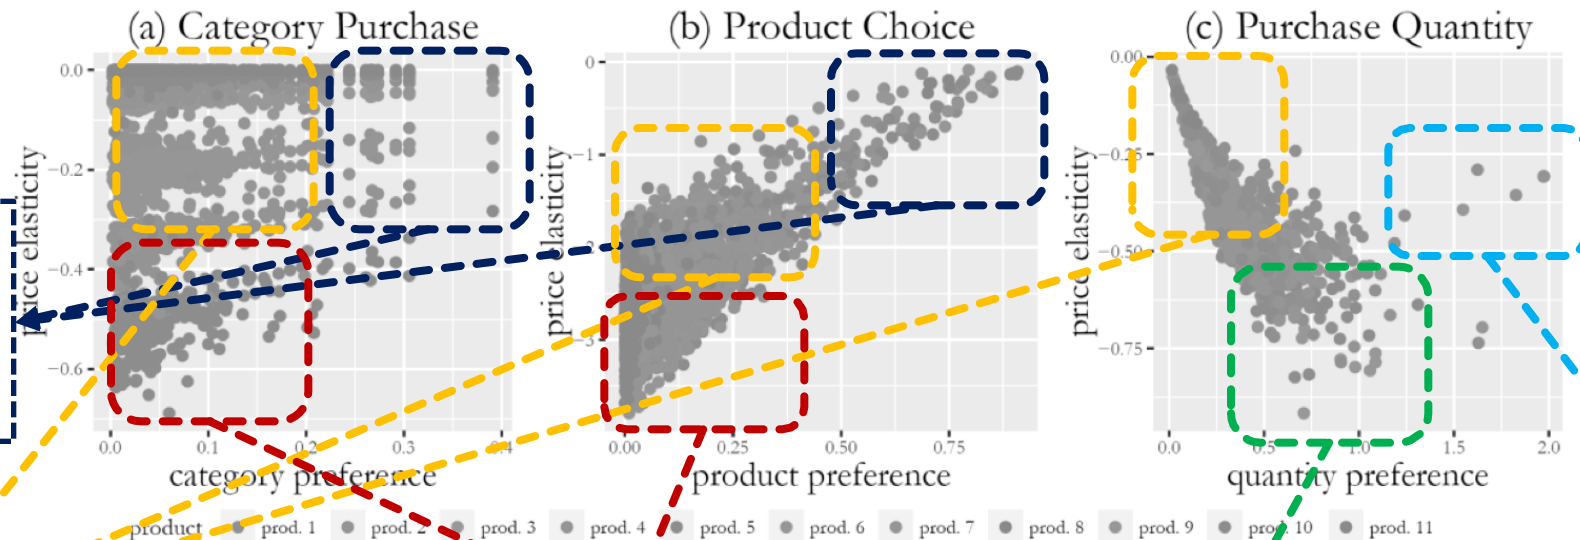 (a) Category Purchase
(b) Product Choice
(c) Purchase Quantity
price elasticity
0.0
−0.2
−0.4
−0.6
0.0
0.1
0.2
0.3
0.4
category preference
price elasticity
0
−1
−2
−3
0.00
0.25
0.50
0.75
product preference
price elasticity
0.00
−0.25
−0.50
−0.75
0.0
0.5
1.0
1.5
2.0
quantity preference
product prod. 1 prod. 2 prod. 3 prod. 4 prod. 5 prod. 6 prod. 7 prod. 8 prod. 9 prod. 10 prod. 11